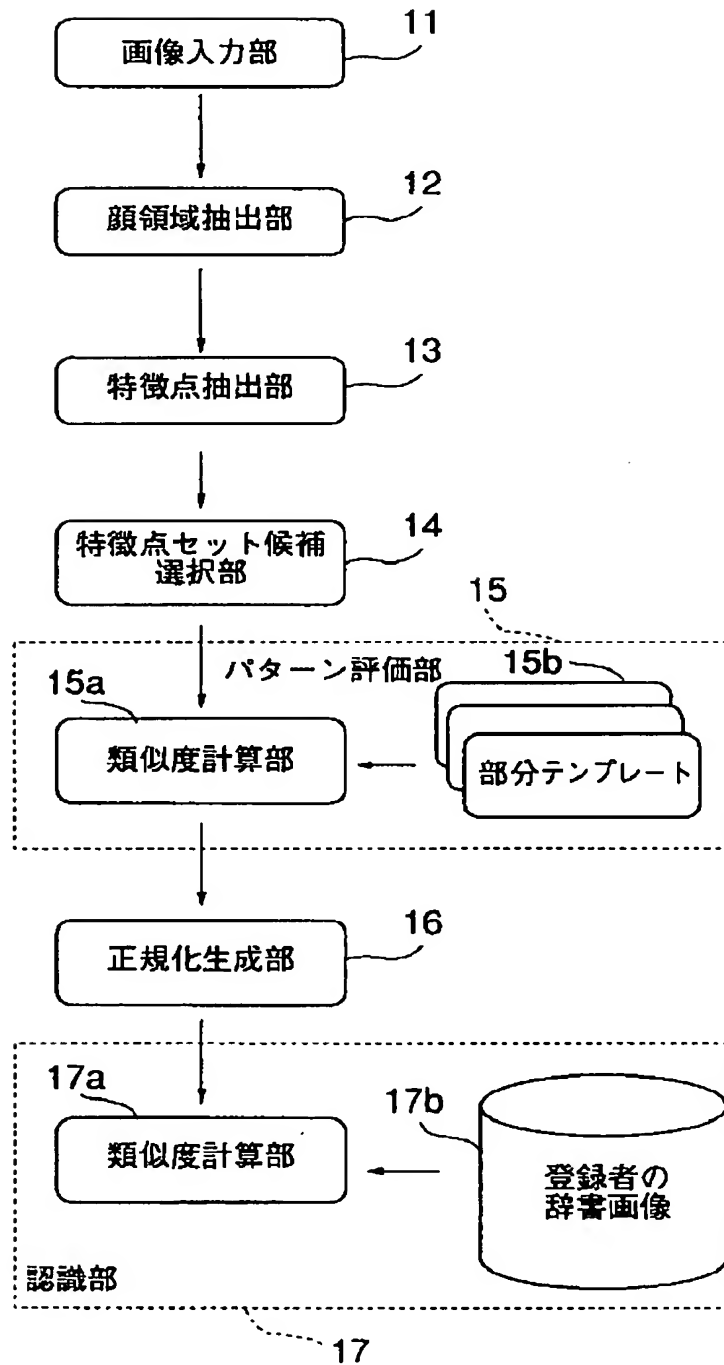 11
画像入力部
12
顔領域抽出部
13
特徴点抽出部
14
特徴点セット候補
選択部
15
パターン評価部
15b
15a
類似度計算部
部分テンプレート
16
正規化生成部
17a
類似度計算部
17b
登録者の
辞書画像
認識部
17